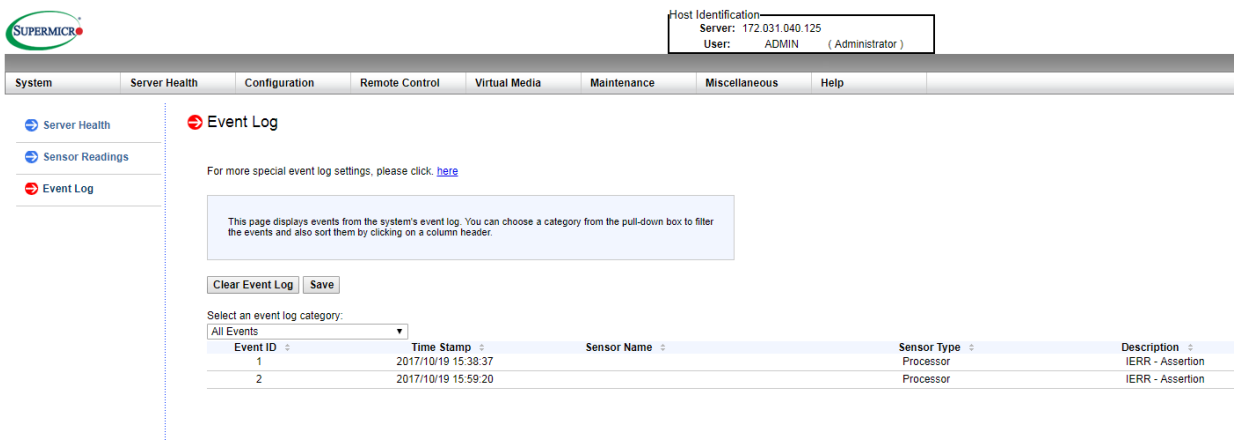 SUPERMICRO
Host Identification
Server: 172.031.040.125
User: ADMIN ( Administrator )
System Server Health Configuration Remote Control Virtual Media Maintenance Miscellaneous Help
Server Health
Sensor Readings
Event Log
Event Log
For more special event log settings, please click. here
This page displays events from the system's event log. You can choose a category from the pull-down box to filter
the events and also sort them by clicking on a column header.
Clear Event Log Save
Select an event log category:
All Events
Event ID Time Stamp Sensor Name Sensor Type Description
1 2017/10/19 15:38:37 Processor IERR - Assertion
2 2017/10/19 15:59:20 Processor IERR - Assertion